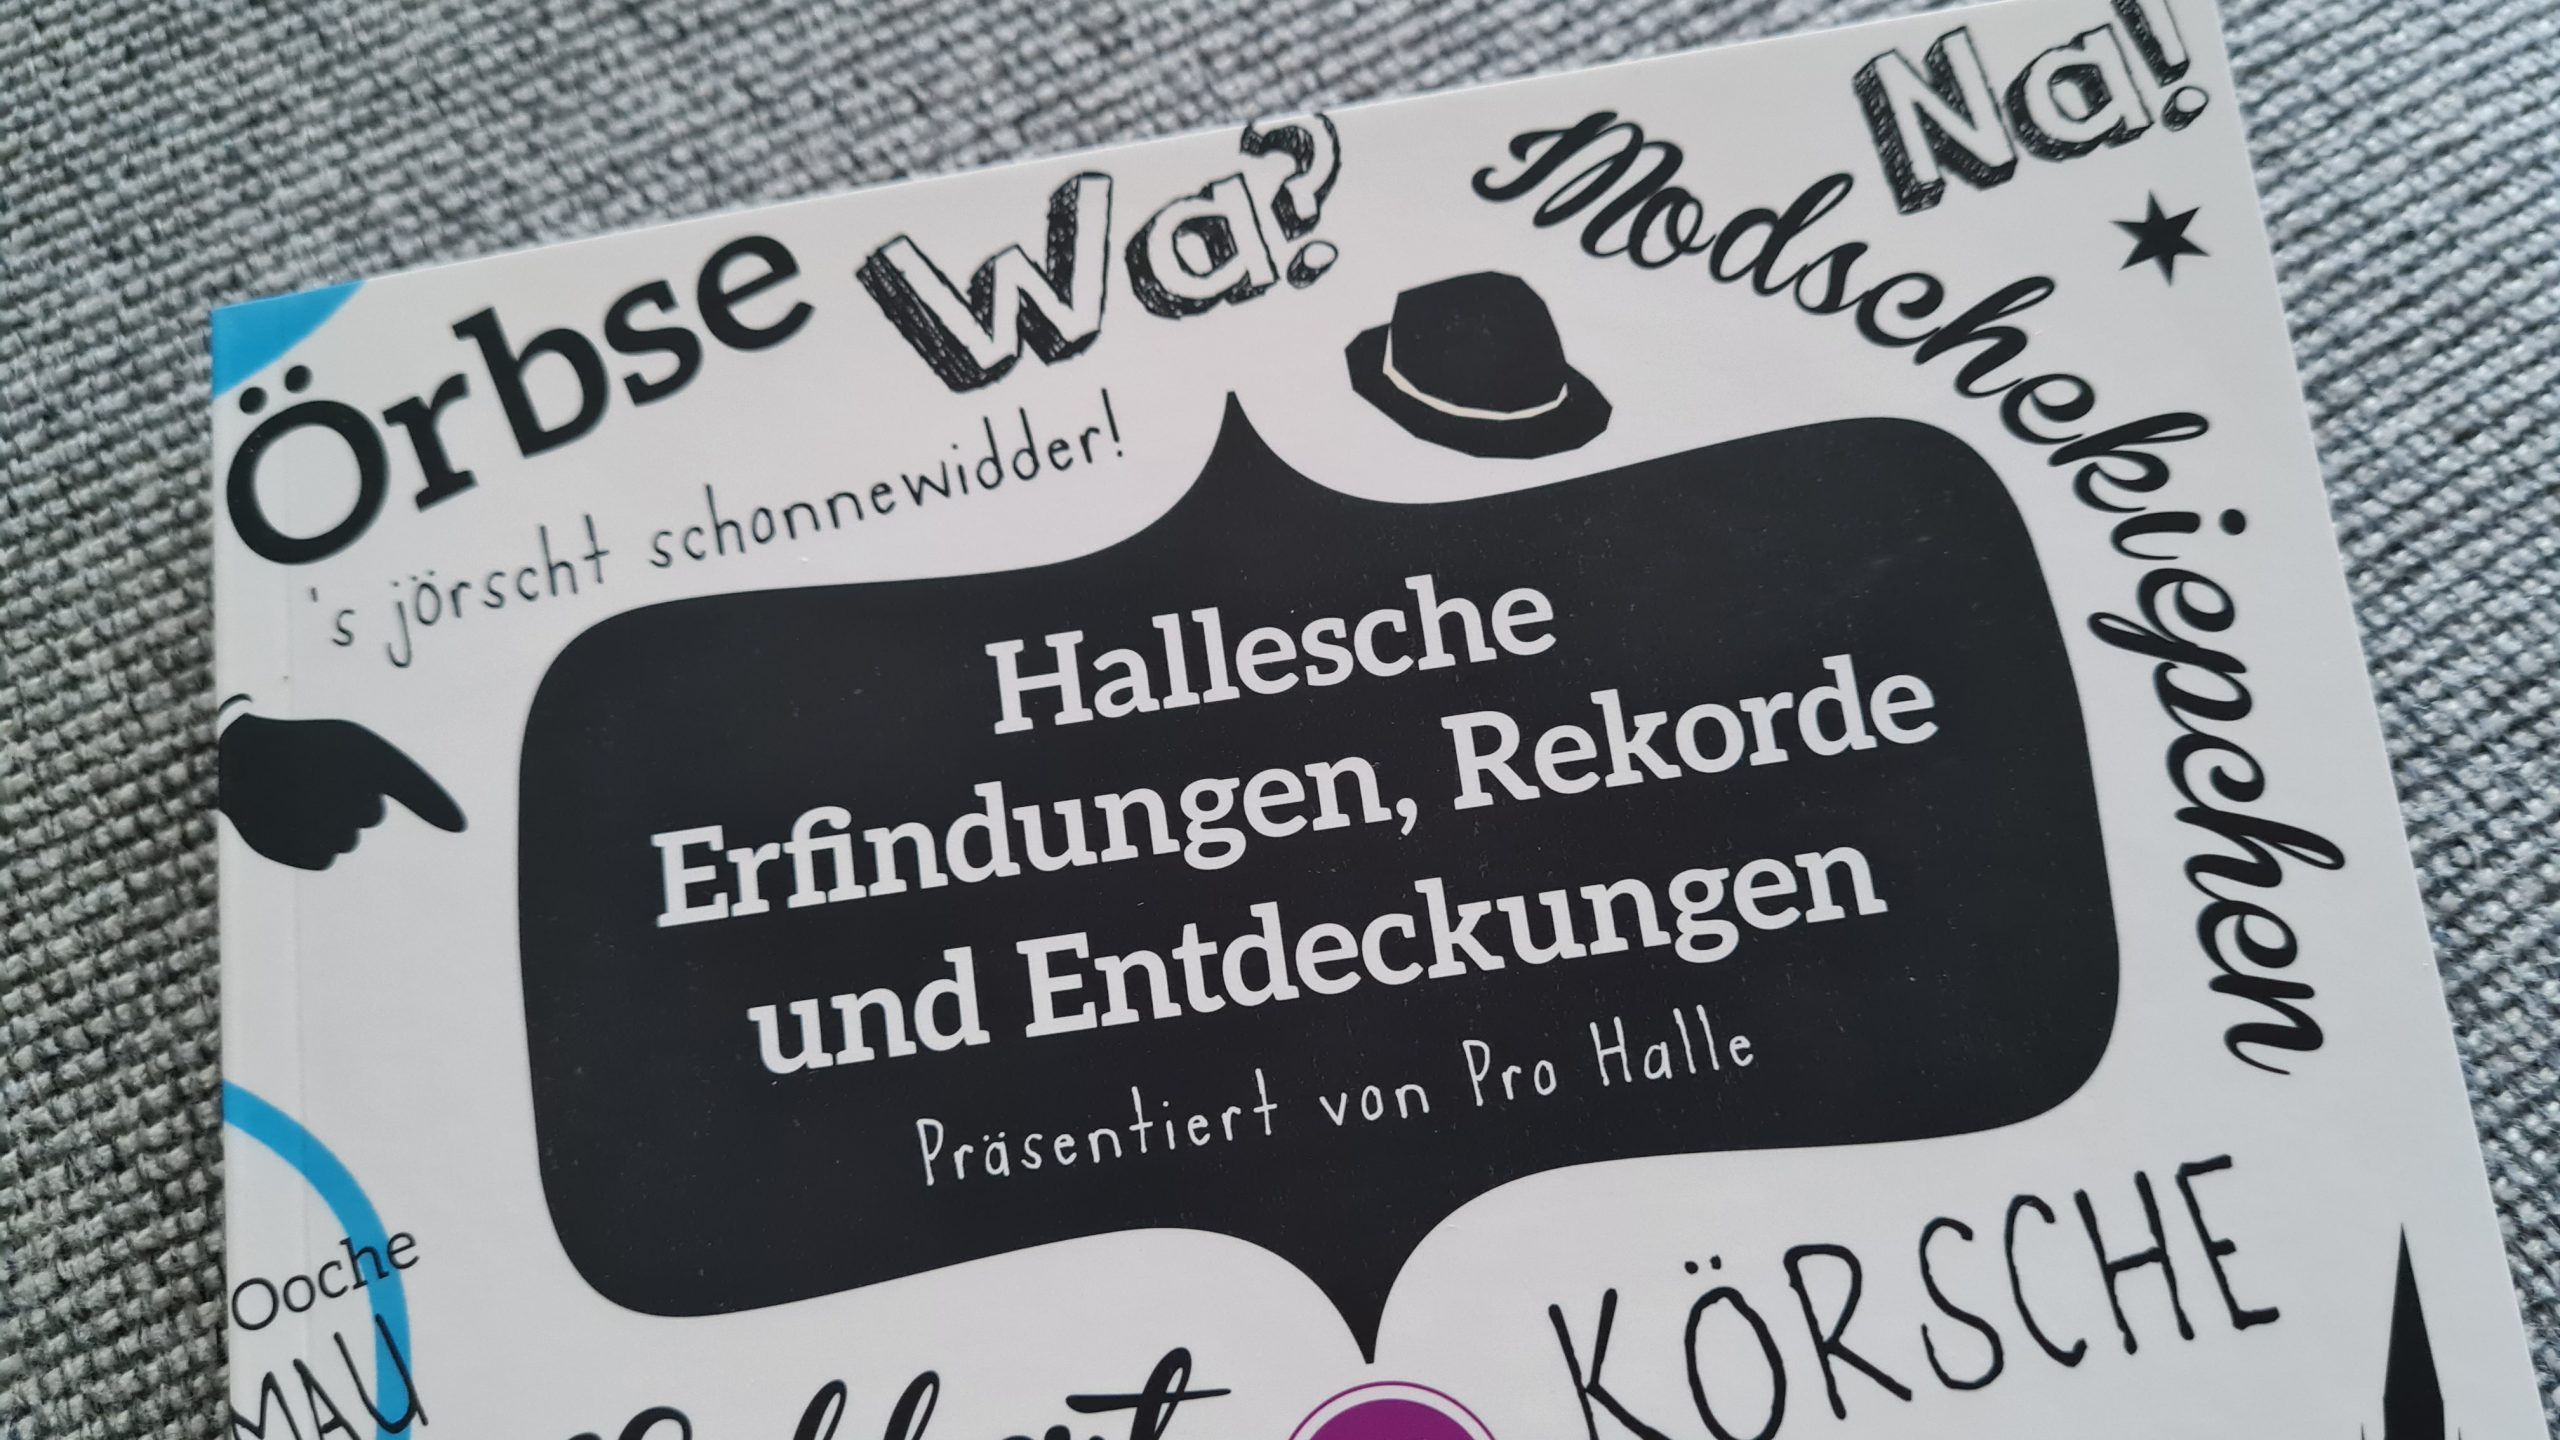 Örbse
Wa?
Na!
Modschekiepchen
's jörscht schonnewidder!
Hallesche
Erfindungen, Rekorde
und Entdeckungen
Präsentiert von Pro Halle
Ooche
MAU
KÖRSCHE